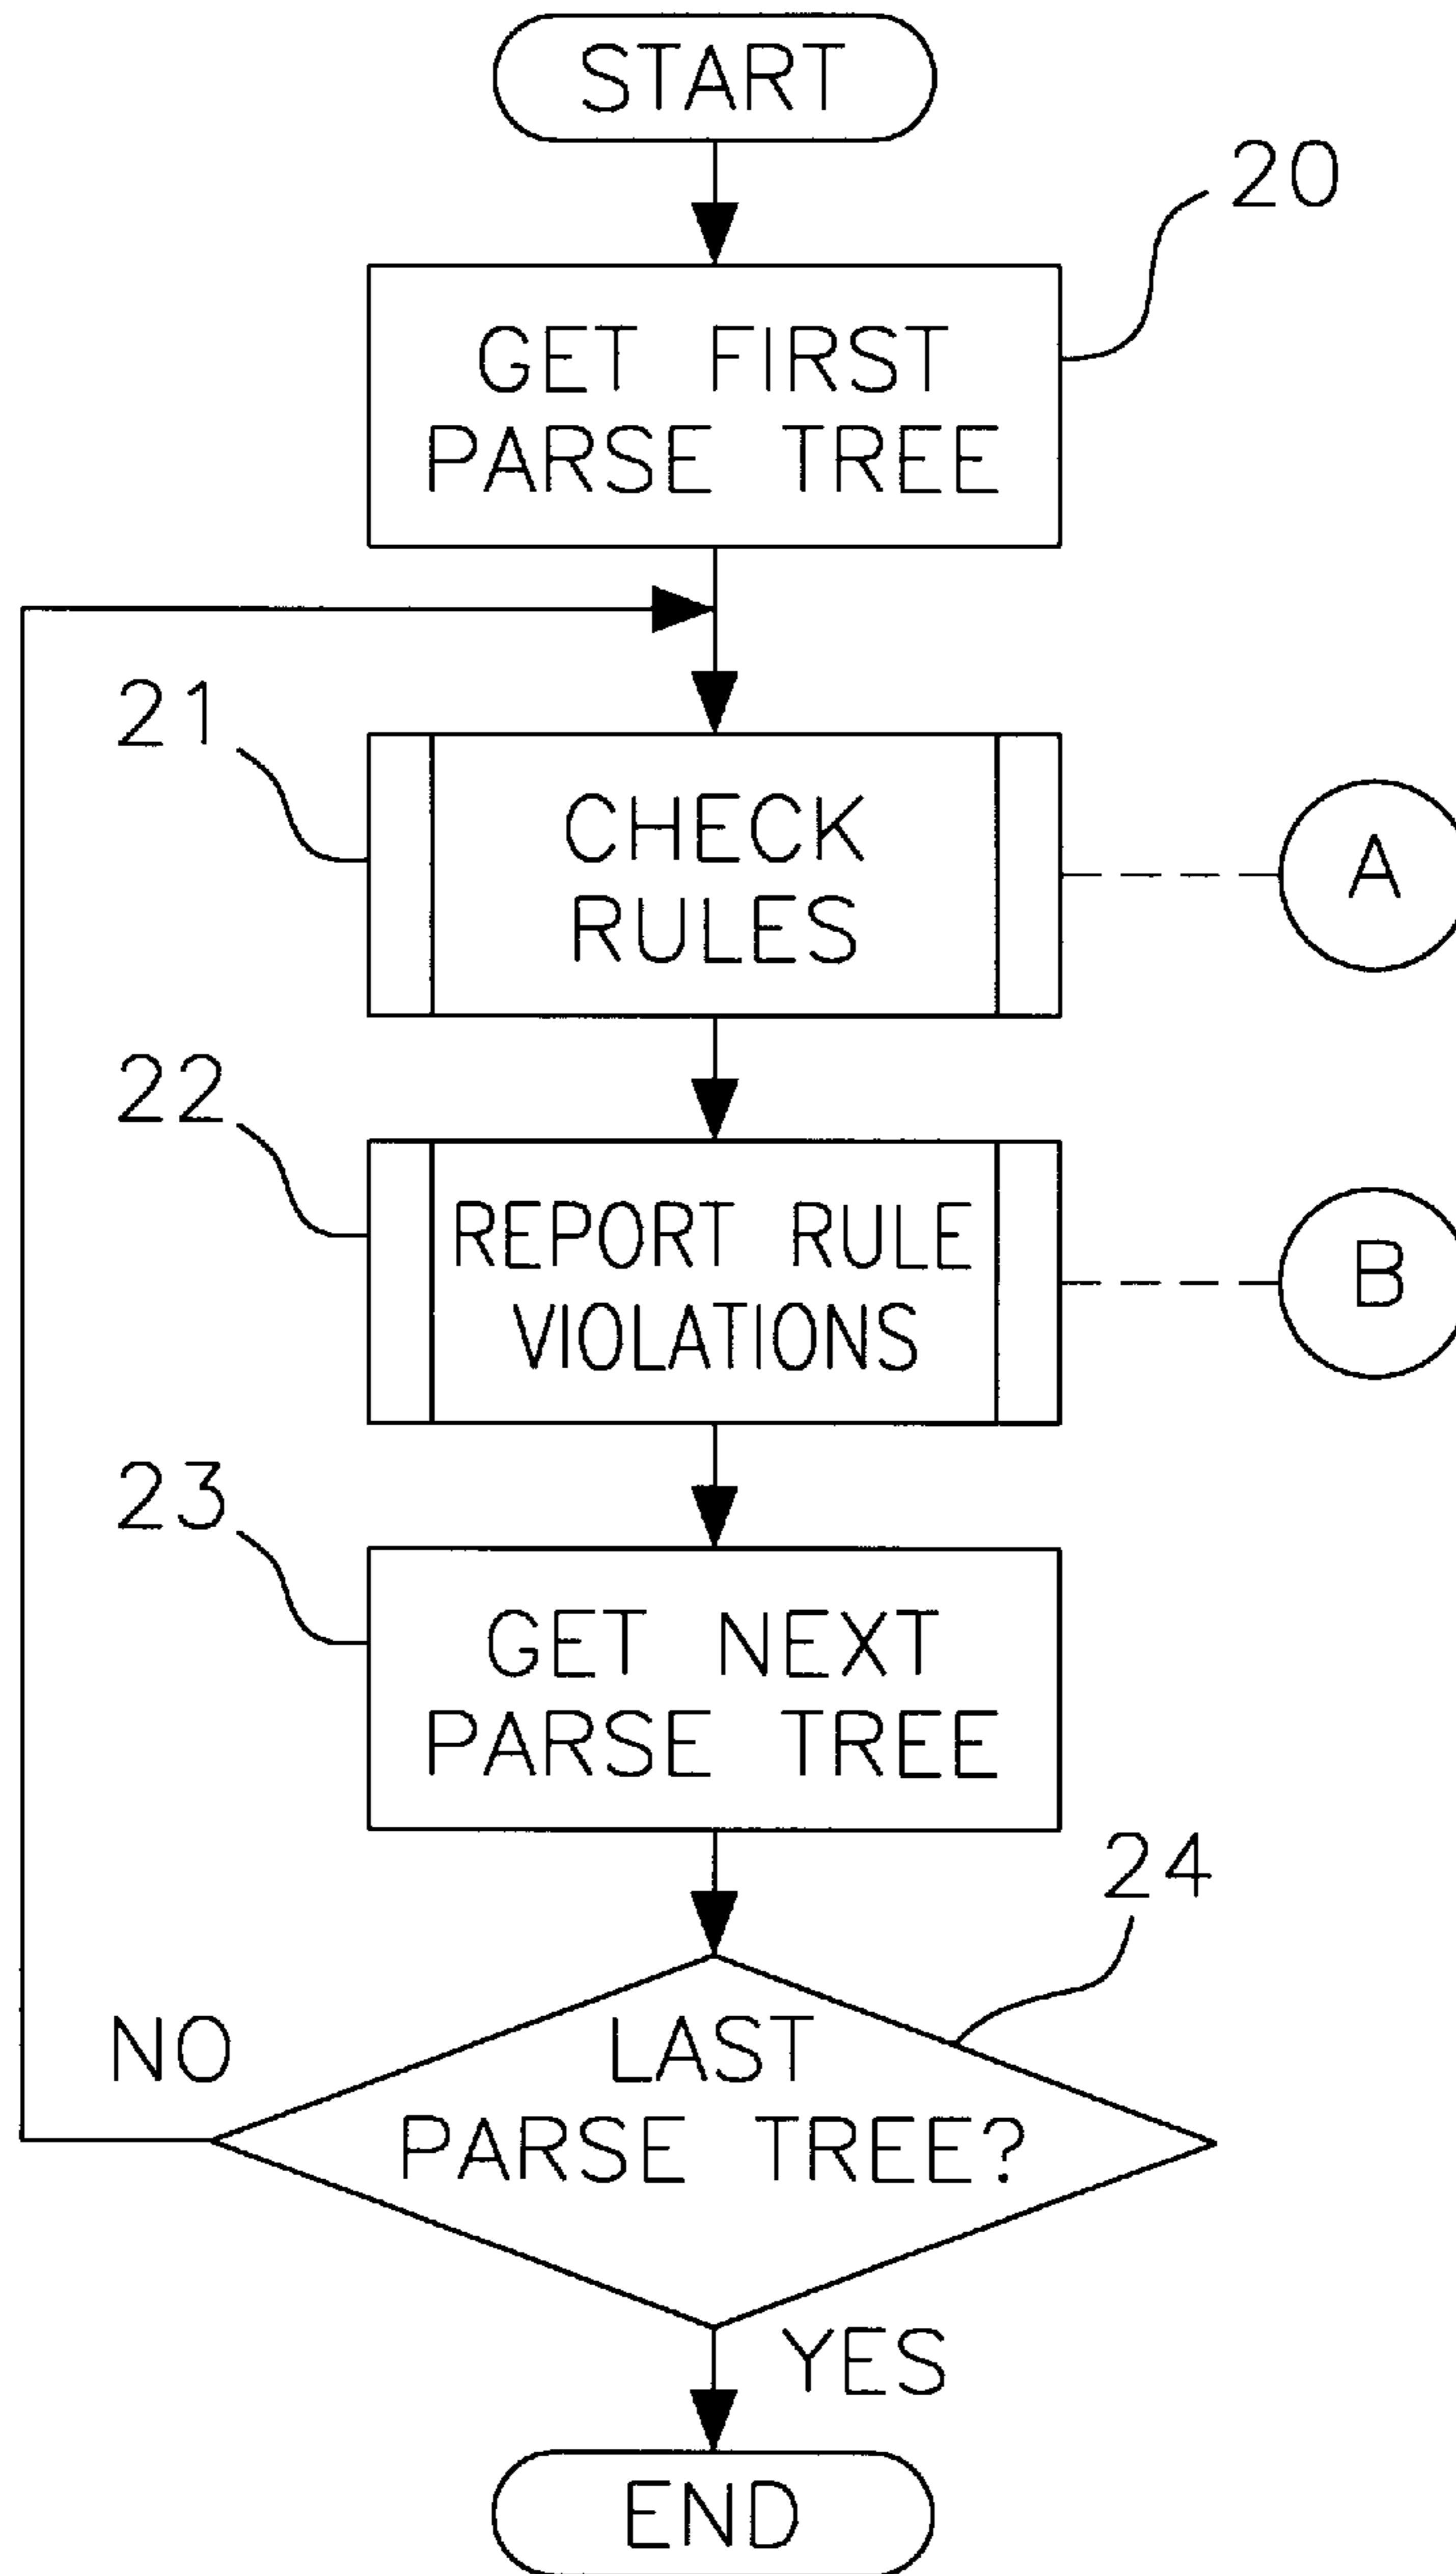 START
20
GET FIRST
PARSE TREE
21
CHECK
RULES
A
22
REPORT RULE
VIOLATIONS
B
23
GET NEXT
PARSE TREE
24
NO
LAST
PARSE TREE?
YES
END